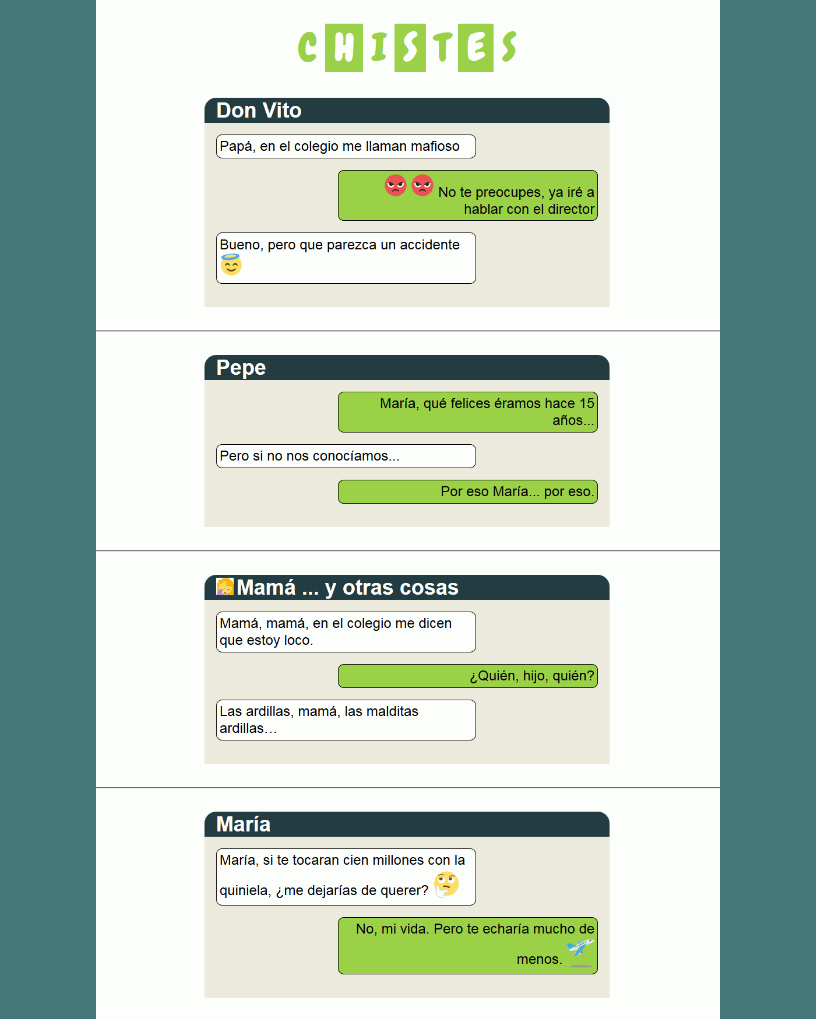 CHISTES
Don Vito
Papá, en el colegio me llaman mafioso
No te preocupes, ya iré a
hablar con el director
Bueno, pero que parezca un accidente
Pepe
María, qué felices éramos hace 15
años...
Pero si no nos conocíamos...
Por eso María... por eso.
Mamá ... y otras cosas
Mamá, mamá, en el colegio me dicen
que estoy loco.
¿Quién, hijo, quién?
Las ardillas, mamá, las malditas
ardillas…
María
María, si te tocaran cien millones con la
quiniela, ¿me dejarías de querer?
No, mi vida. Pero te echaría mucho de
menos.